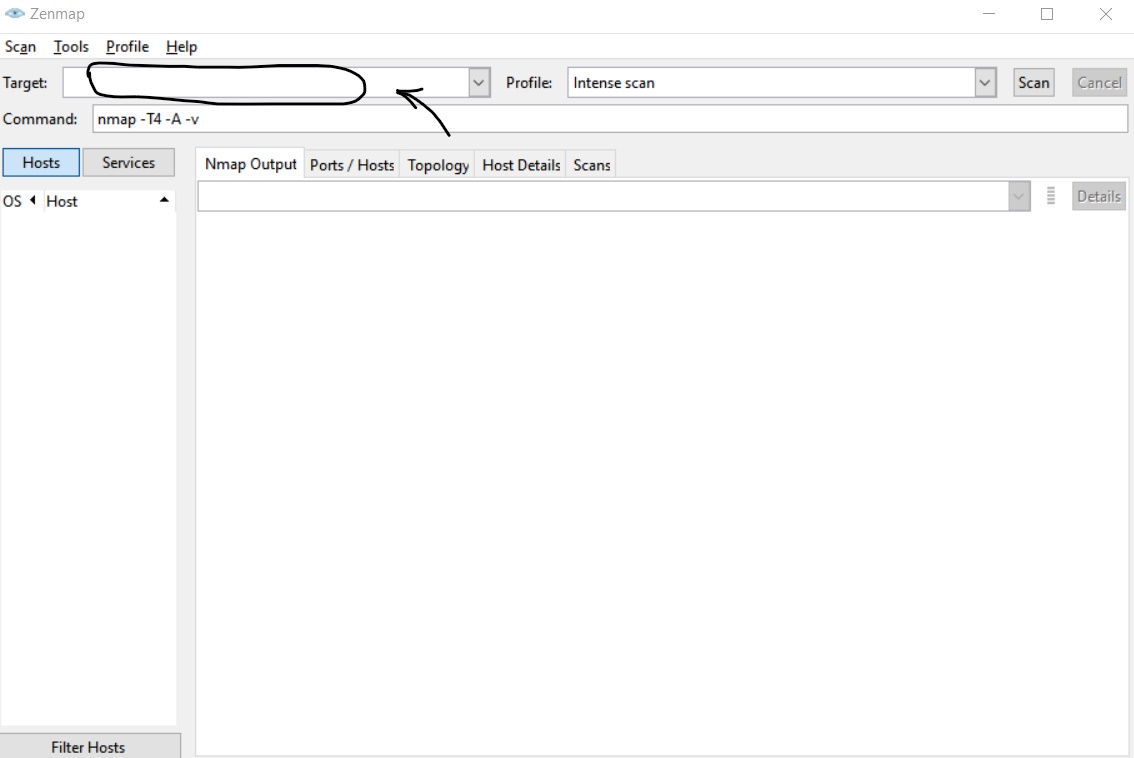 Zenmap
Scan Tools Profile Help
Target: Profile: Intense scan Scan Cancel
Command: nmap -T4 -A -v
Hosts Services Nmap Output Ports / Hosts Topology Host Details Scans
OS Host Details
Filter Hosts